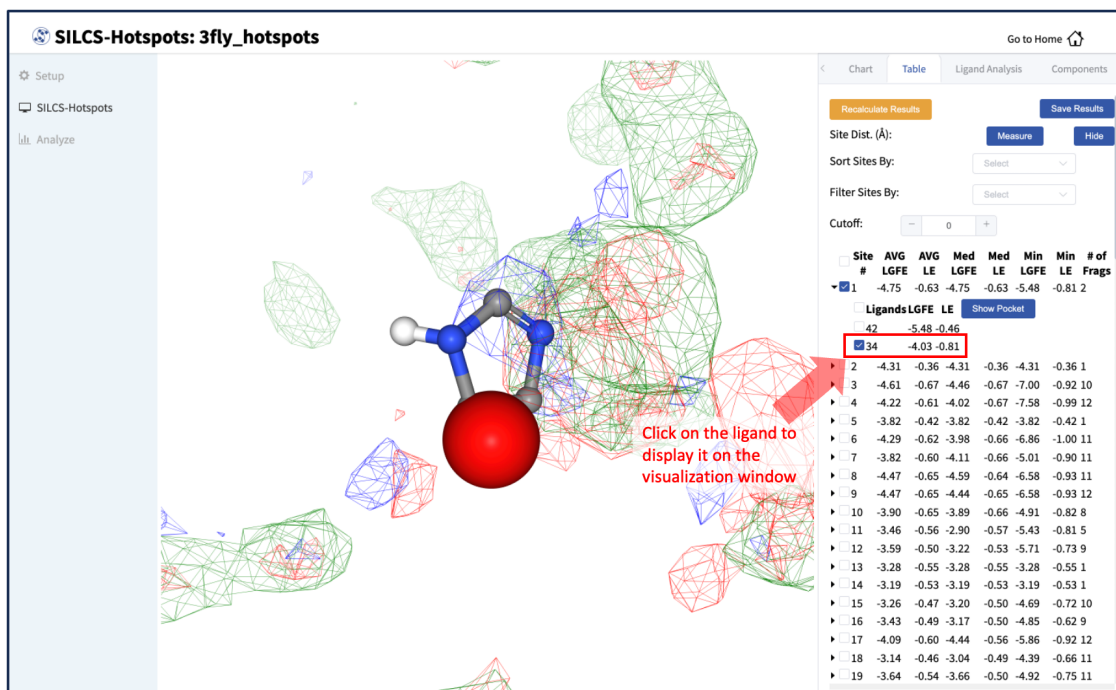 SILCS-Hotspots: 3fly_hotspots
Go to Home
Setup
SILCS-Hotspots
Analyze
Chart Table Ligand Analysis Components
Recalculate Results Save Results
Site Dist. (Å): Measure Hide
Sort Sites By: Select
Filter Sites By: Select
Cutoff: − 0 +
Site AVG AVG Med Med Min Min # of
# LGFE LE LGFE LE LGFE LE Frags
1 -4.75 -0.63 -4.75 -0.63 -5.48 -0.81 2
Ligands LGFE LE Show Pocket
42 -5.48 -0.46
34 -4.03 -0.81
2 -4.31 -0.36 -4.31 -0.36 -4.31 -0.36 1
3 -4.61 -0.67 -4.46 -0.67 -7.00 -0.92 10
4 -4.22 -0.61 -4.02 -0.67 -7.58 -0.99 12
5 -3.82 -0.42 -3.82 -0.42 -3.82 -0.42 1
6 -4.29 -0.62 -3.98 -0.66 -6.86 -1.00 11
7 -3.82 -0.60 -4.11 -0.66 -5.01 -0.90 11
8 -4.47 -0.65 -4.59 -0.64 -6.58 -0.93 11
9 -4.47 -0.65 -4.44 -0.65 -6.58 -0.93 12
10 -3.90 -0.65 -3.89 -0.66 -4.91 -0.82 8
11 -3.46 -0.56 -2.90 -0.57 -5.43 -0.81 5
12 -3.59 -0.50 -3.22 -0.53 -5.71 -0.73 9
13 -3.28 -0.55 -3.28 -0.55 -3.28 -0.55 1
14 -3.19 -0.53 -3.19 -0.53 -3.19 -0.53 1
15 -3.26 -0.47 -3.20 -0.50 -4.69 -0.72 10
16 -3.43 -0.49 -3.17 -0.50 -4.85 -0.62 9
17 -4.09 -0.60 -4.44 -0.56 -5.86 -0.92 12
18 -3.14 -0.46 -3.04 -0.49 -4.39 -0.66 11
19 -3.64 -0.54 -3.66 -0.50 -4.92 -0.75 11
Click on the ligand to
display it on the
visualization window